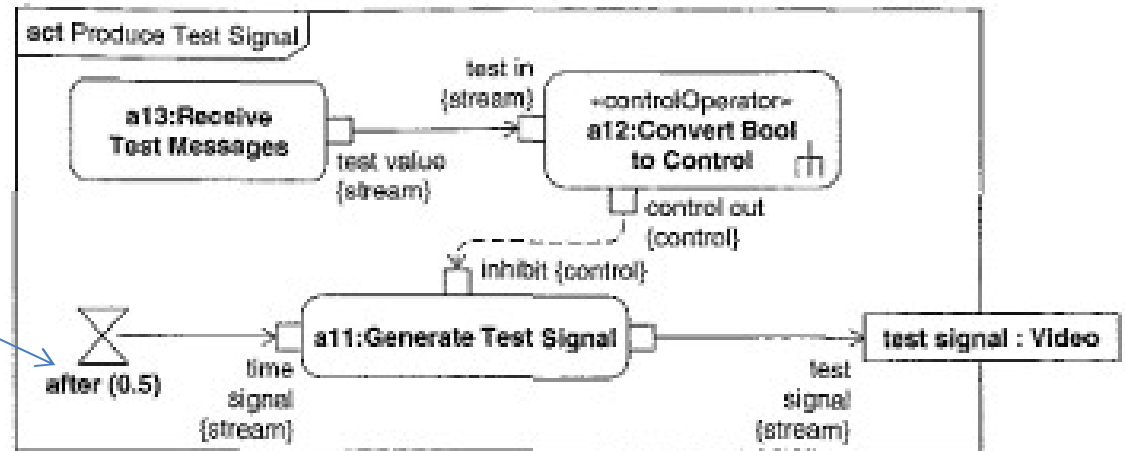 act Produce Test Signal
a13:Receive
Test Messages
test value
{stream}
test in
{stream}
«controlOperator»
a12:Convert Bool
to Control
control out
{control}
inhibit {control}
after (0.5)
time
signal
{stream}
a11:Generate Test Signal
test
signal
{stream}
test signal : Video